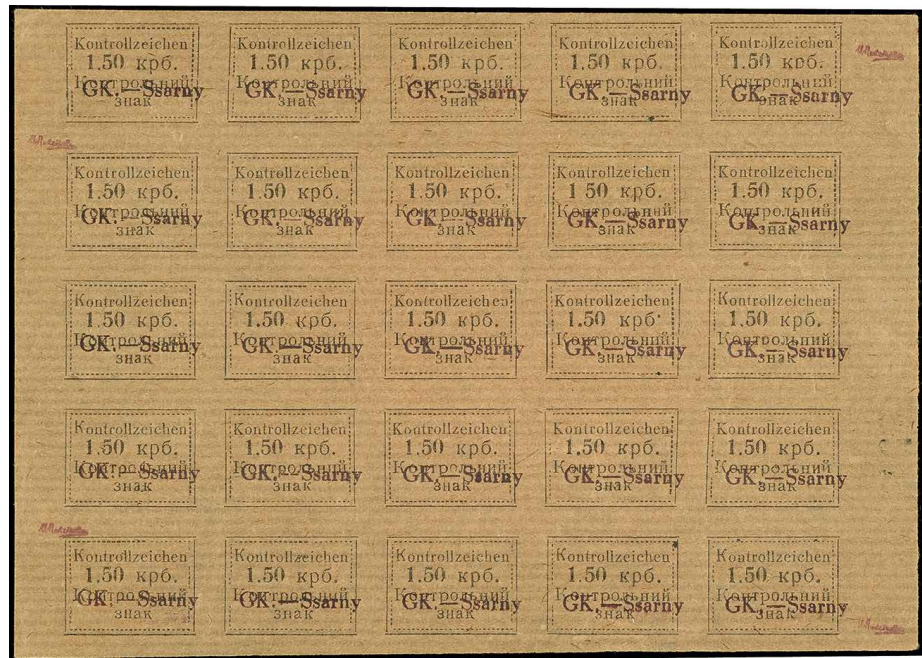 Kontrollzeichen Kontrollzeichen Kontrollzeichen Kontrollzeichen Kontrollzeichen
1.50 крб. 1.50 крб. 1.50 крб. 1.50 крб. 1.50 крб.
Контрольний Контрольний Контрольний Контрольний Контрольний
GK.—Ssarny GK.—Ssarny GK.—Ssarny GK.—Ssarny GK.—Ssarny
знак знак знак знак знак
Kontrollzeichen Kontrollzeichen Kontrollzeichen Kontrollzeichen Kontrollzeichen
1.50 крб. 1.50 крб. 1.50 крб. 1.50 крб. 1.50 крб.
Контрольний Контрольний Контрольний Контрольний Контрольний
GK.—Ssarny GK.—Ssarny GK.—Ssarny GK.—Ssarny GK.—Ssarny
знак знак знак знак знак
Kontrollzeichen Kontrollzeichen Kontrollzeichen Kontrollzeichen Kontrollzeichen
1.50 крб. 1.50 крб. 1.50 крб. 1.50 крб. 1.50 крб.
Контрольний Контрольний Контрольний Контрольний Контрольний
GK.—Ssarny GK.—Ssarny GK.—Ssarny GK.—Ssarny GK.—Ssarny
знак знак знак знак знак
Kontrollzeichen Kontrollzeichen Kontrollzeichen Kontrollzeichen Kontrollzeichen
1.50 крб. 1.50 крб. 1.50 крб. 1.50 крб. 1.50 крб.
Контрольний Контрольний Контрольний Контрольний Контрольний
GK.—Ssarny GK.—Ssarny GK.—Ssarny GK.—Ssarny GK.—Ssarny
знак знак знак знак знак
Kontrollzeichen Kontrollzeichen Kontrollzeichen Kontrollzeichen Kontrollzeichen
1.50 крб. 1.50 крб. 1.50 крб. 1.50 крб. 1.50 крб.
Контрольний Контрольний Контрольний Контрольний Контрольний
GK.—Ssarny GK.—Ssarny GK.—Ssarny GK.—Ssarny GK.—Ssarny
знак знак знак знак знак